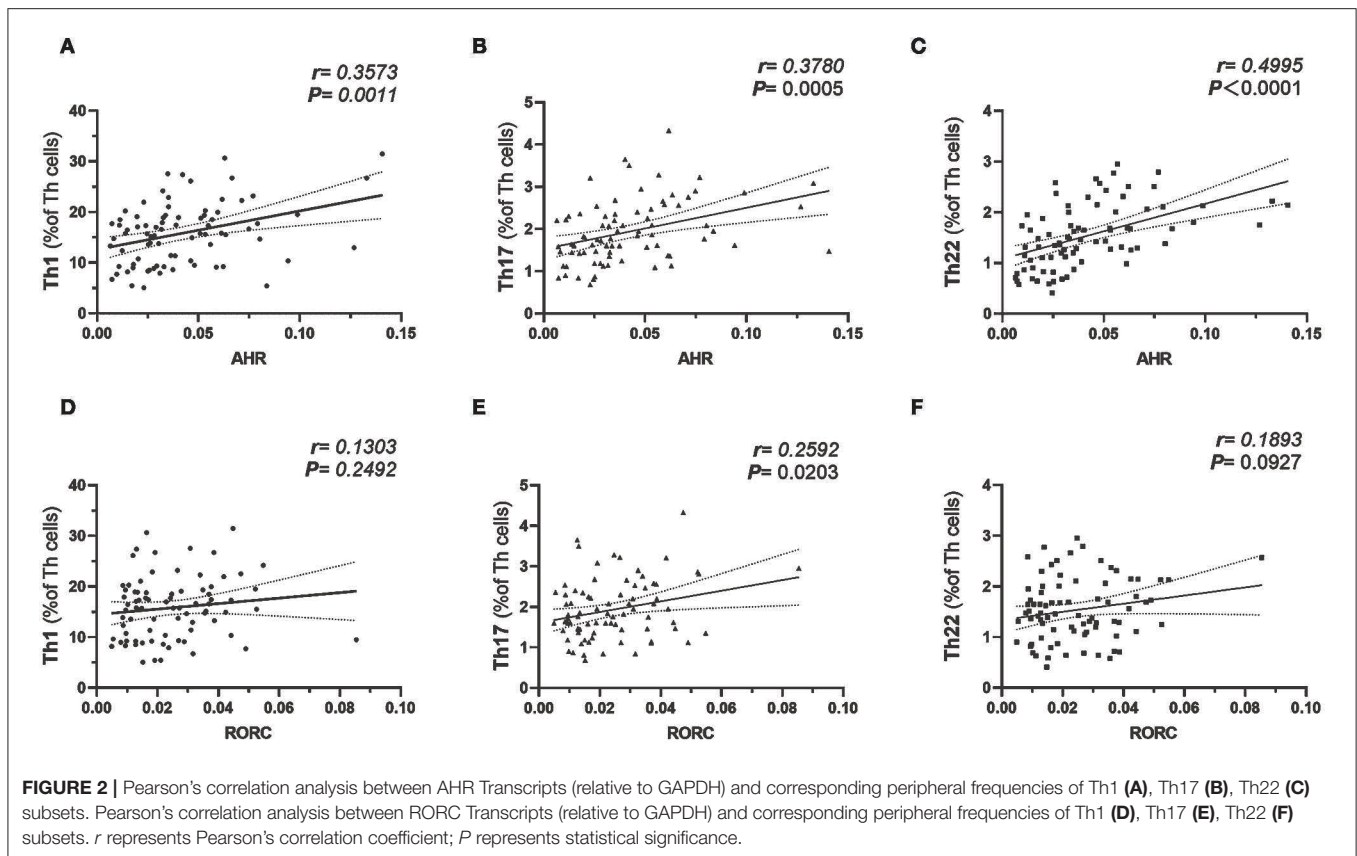 A
r= 0.3573
P= 0.0011
Th1 (%of Th cells)
40
30
20
10
0
0.00 0.05 0.10 0.15
AHR
B
r= 0.3780
P= 0.0005
Th17 (%of Th cells)
5
4
3
2
1
0
0.00 0.05 0.10 0.15
AHR
C
r= 0.4995
P<0.0001
Th22 (%of Th cells)
4
3
2
1
0
0.00 0.05 0.10 0.15
AHR
D
r= 0.1303
P= 0.2492
Th1 (%of Th cells)
40
30
20
10
0
0.00 0.02 0.04 0.06 0.08 0.10
RORC
E
r= 0.2592
P= 0.0203
Th17 (%of Th cells)
5
4
3
2
1
0
0.00 0.02 0.04 0.06 0.08 0.10
RORC
F
r= 0.1893
P= 0.0927
Th22 (%of Th cells)
4
3
2
1
0
0.00 0.02 0.04 0.06 0.08 0.10
RORC
FIGURE 2 | Pearson's correlation analysis between AHR Transcripts (relative to GAPDH) and corresponding peripheral frequencies of Th1 (A), Th17 (B), Th22 (C)
subsets. Pearson's correlation analysis between RORC Transcripts (relative to GAPDH) and corresponding peripheral frequencies of Th1 (D), Th17 (E), Th22 (F)
subsets. r represents Pearson's correlation coefficient; P represents statistical significance.